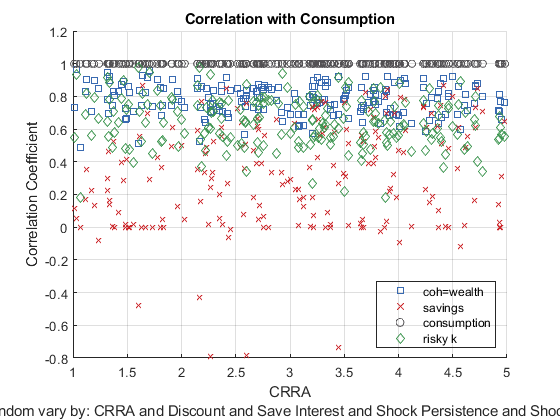 Correlation with Consumption
1.2
1
0.8
0.6
0.4
0.2
0
-0.2
-0.4
-0.6
-0.8
Correlation Coefficient
coh=wealth
savings
consumption
risky k
1 1.5 2 2.5 3 3.5 4 4.5 5
CRRA
vary by: CRRA and Discount and Save Interest and Shock Persistence and